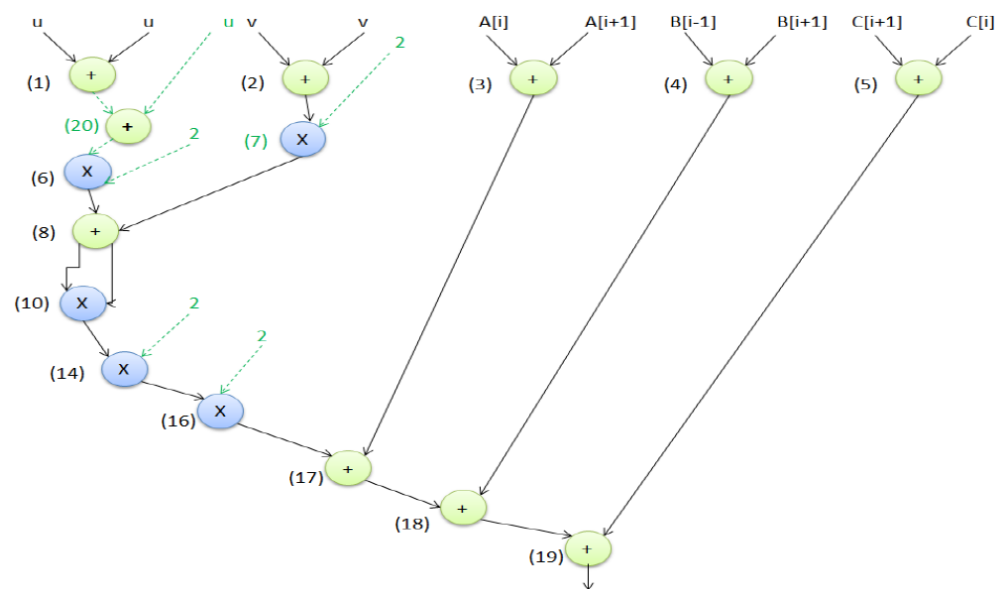 u u u v v A[i] A[i+1] B[i-1] B[i+1] C[i+1] C[i]
2
(1) + (2) + (3) + (4) + (5) +
(20) +
2 (7) X
(6) X
(8) +
(10) X
2
2
(14) X
(16) X
(17) +
(18) +
(19) +